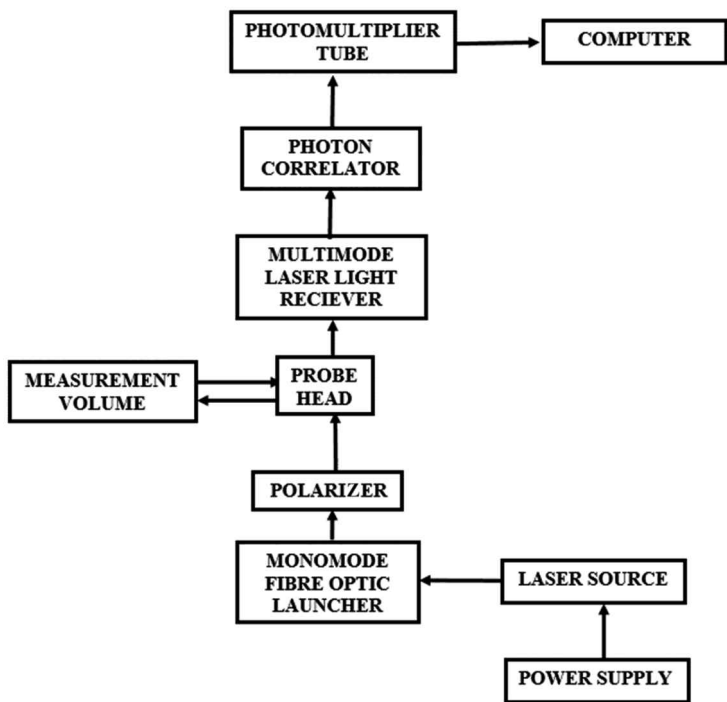 PHOTOMULTIPLIER
TUBE
COMPUTER
PHOTON
CORRELATOR
MULTIMODE
LASER LIGHT
RECIEVER
MEASUREMENT
VOLUME
PROBE
HEAD
POLARIZER
MONOMODE
FIBRE OPTIC
LAUNCHER
LASER SOURCE
POWER SUPPLY